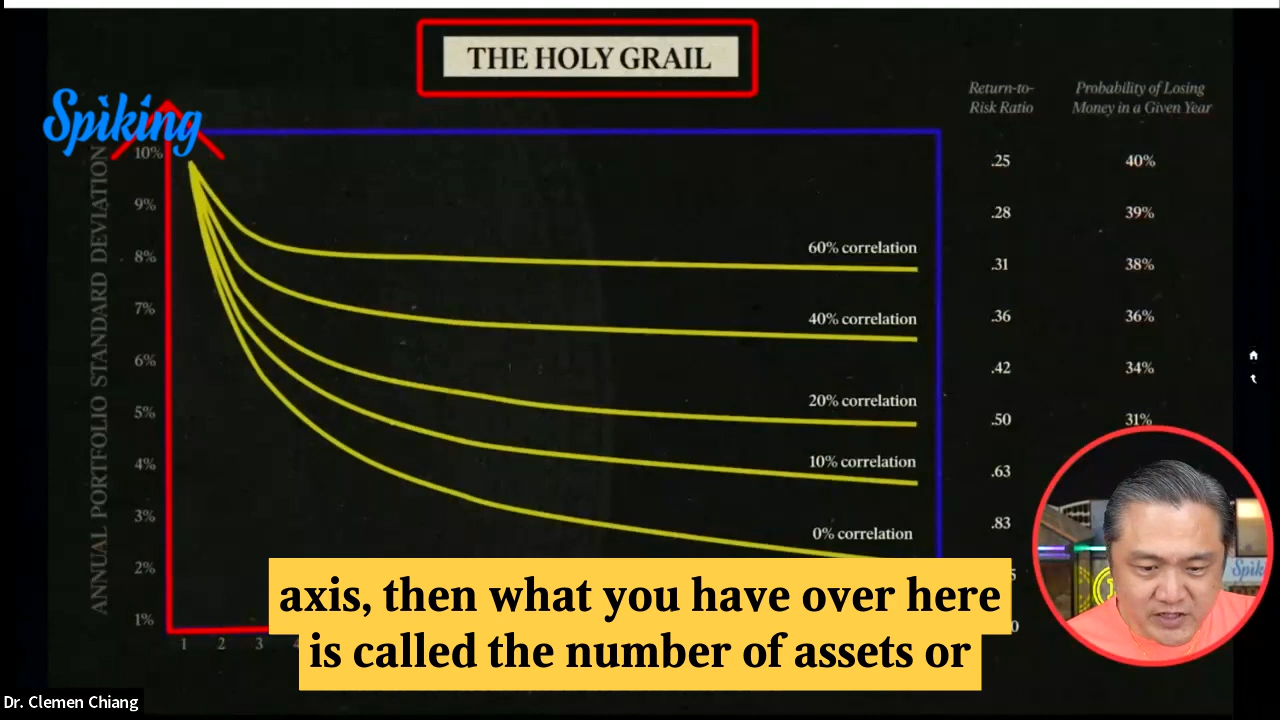 THE HOLY GRAIL
Spiking
Return-to-
Risk Ratio
Probability of Losing
Money in a Given Year
ANNUAL PORTFOLIO STANDARD DEVIATION
10%
9%
8%
7%
6%
5%
4%
3%
2%
1%
60% correlation
40% correlation
20% correlation
10% correlation
0% correlation
.25 40%
.28 39%
.31 38%
.36 36%
.42 34%
.50 31%
.63
.83
1 2 3
axis, then what you have over here
is called the number of assets or
Dr. Clemen Chiang